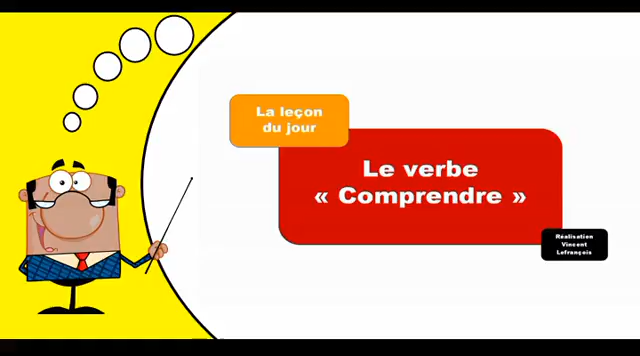 La leçon
du jour
Le verbe
« Comprendre »
Réalisation
Vincent
Lefrançois